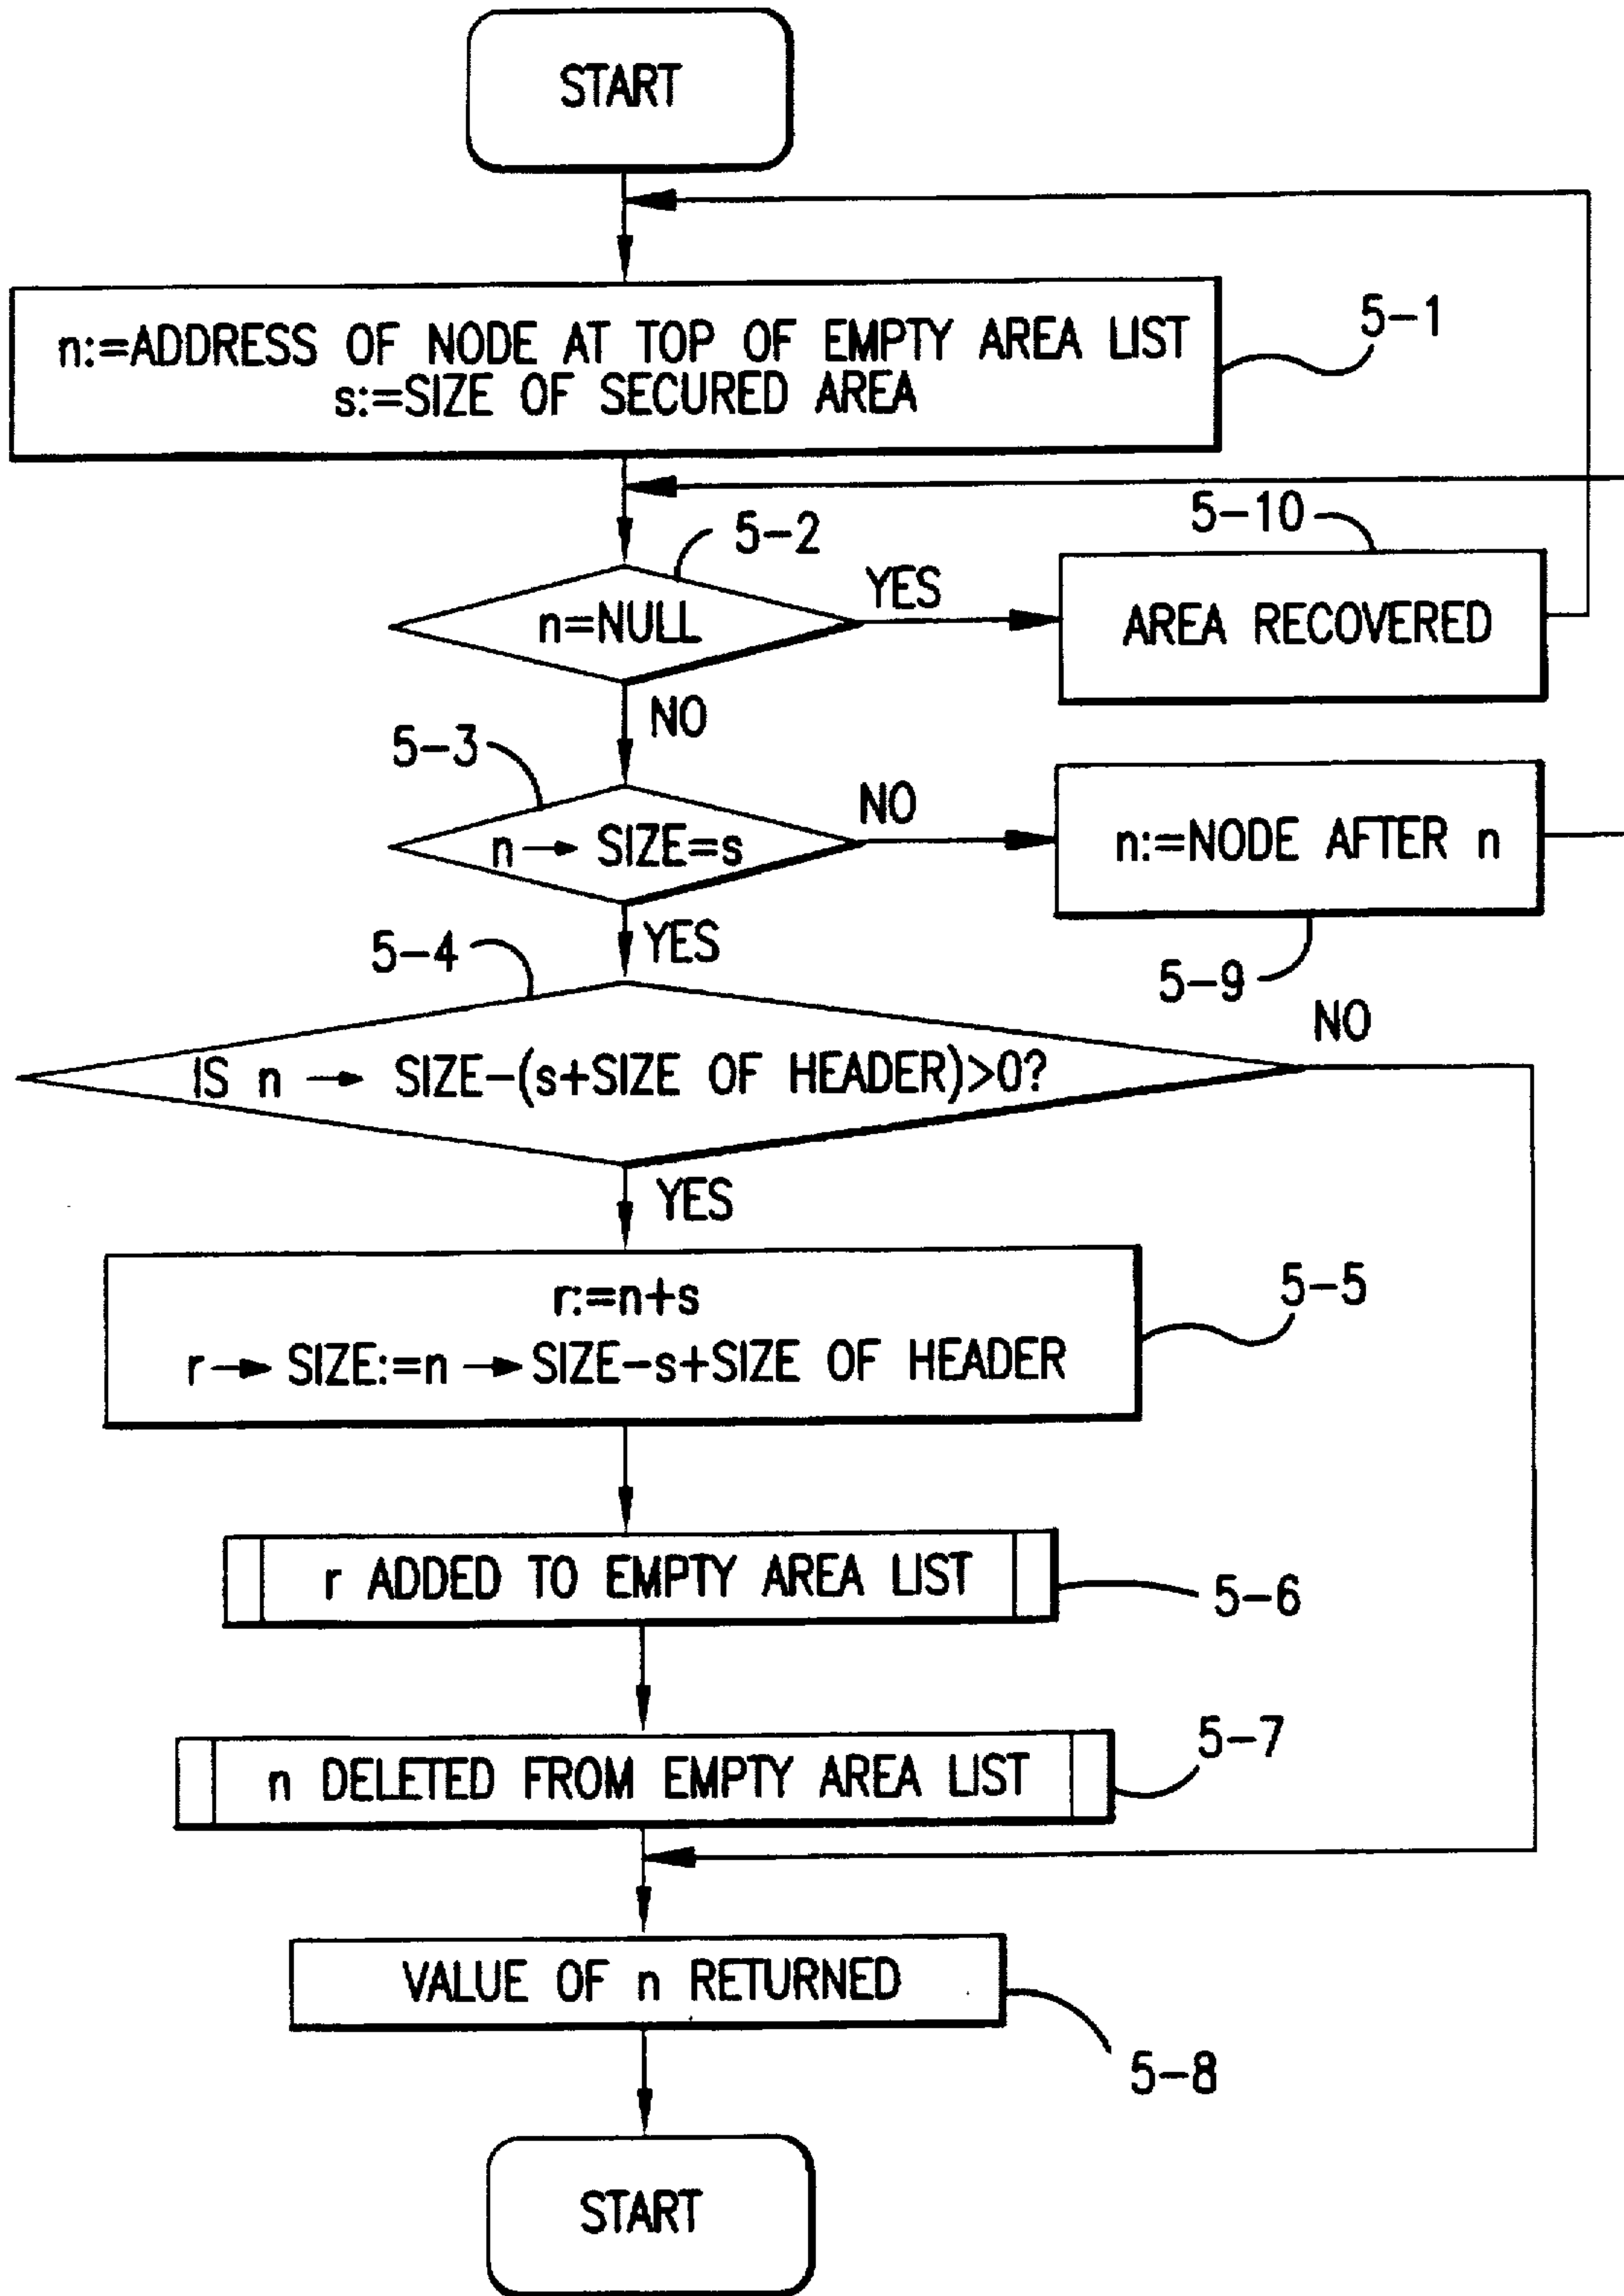 START
n:=ADDRESS OF NODE AT TOP OF EMPTY AREA LIST
s:=SIZE OF SECURED AREA
5-1
5-2
n=NULL
YES
5-10
AREA RECOVERED
NO
5-3
n → SIZE=s
NO
n:=NODE AFTER n
5-9
YES
5-4
IS n → SIZE-(s+SIZE OF HEADER)>0?
NO
YES
r:=n+s
r → SIZE:=n → SIZE-s+SIZE OF HEADER
5-5
r ADDED TO EMPTY AREA LIST
5-6
n DELETED FROM EMPTY AREA LIST
5-7
VALUE OF n RETURNED
5-8
START